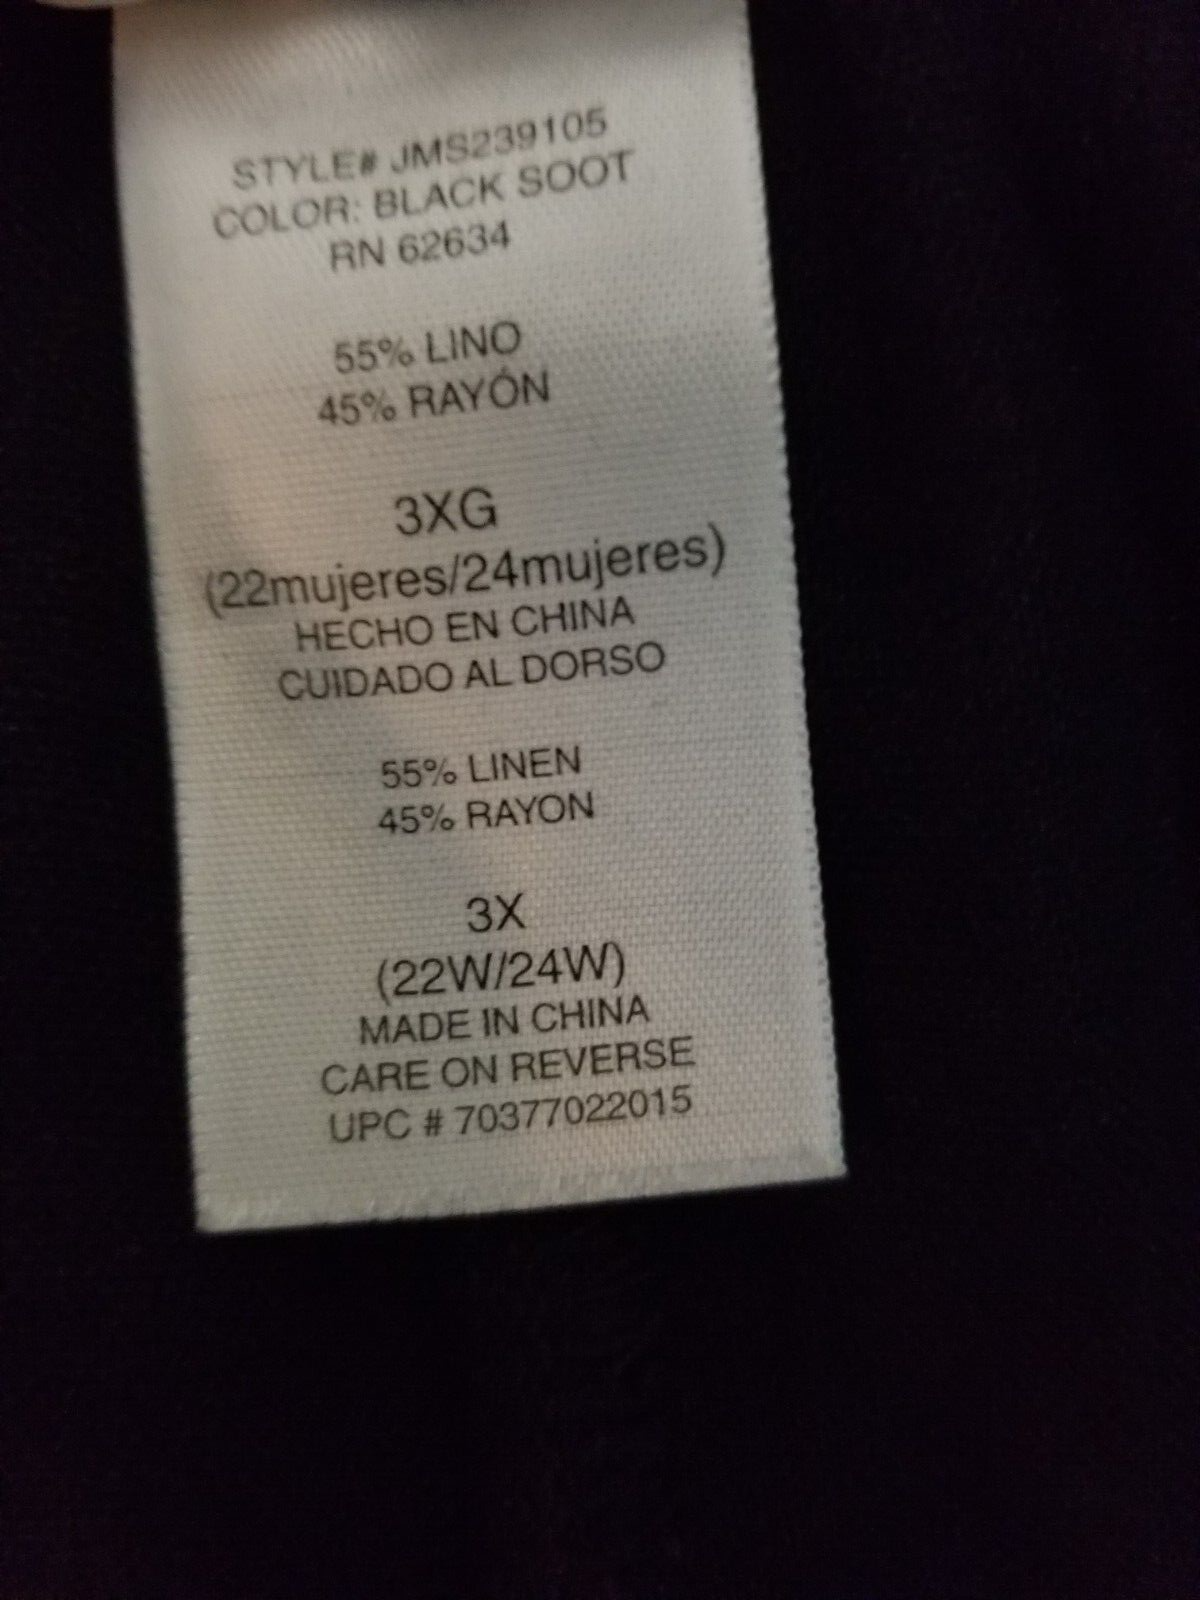 STYLE# JMS239105
COLOR: BLACK SOOT
RN 62634
55% LINO
45% RAYÓN
3XG
(22mujeres/24mujeres)
HECHO EN CHINA
CUIDADO AL DORSO
55% LINEN
45% RAYON
3X
(22W/24W)
MADE IN CHINA
CARE ON REVERSE
UPC # 70377022015